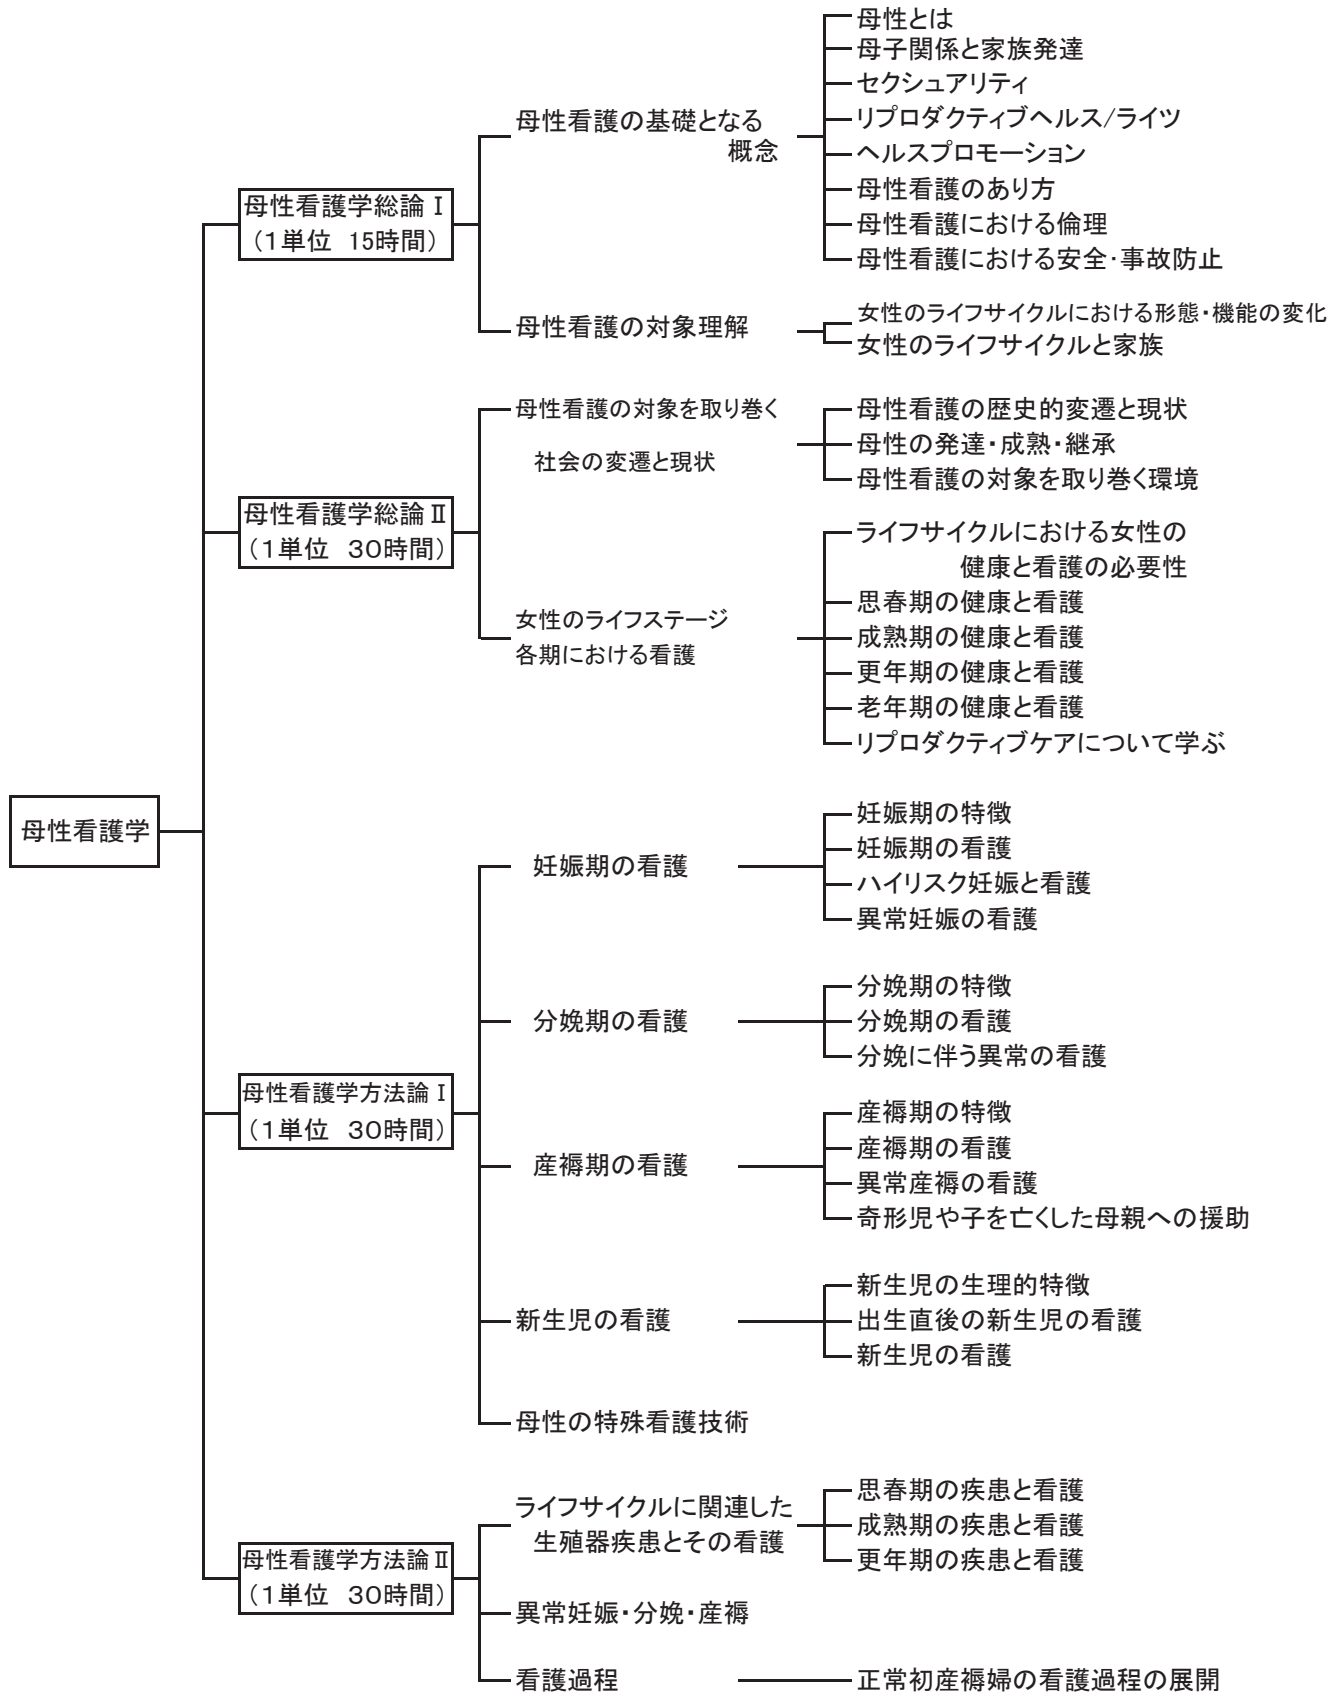 母性看護学
母性看護学総論Ⅰ
（１単位　15時間）
母性看護の基礎となる
概念
母性とは
母子関係と家族発達
セクシュアリティ
リプロダクティブヘルス/ライツ
ヘルスプロモーション
母性看護のあり方
母性看護における倫理
母性看護における安全・事故防止
母性看護の対象理解
女性のライフサイクルにおける形態・機能の変化
女性のライフサイクルと家族
母性看護学総論Ⅱ
（１単位　３０時間）
母性看護の対象を取り巻く
社会の変遷と現状
母性看護の歴史的変遷と現状
母性の発達・成熟・継承
母性看護の対象を取り巻く環境
女性のライフステージ
各期における看護
ライフサイクルにおける女性の
健康と看護の必要性
思春期の健康と看護
成熟期の健康と看護
更年期の健康と看護
老年期の健康と看護
リプロダクティブケアについて学ぶ
母性看護学方法論Ⅰ
（１単位　３０時間）
妊娠期の看護
妊娠期の特徴
妊娠期の看護
ハイリスク妊娠と看護
異常妊娠の看護
分娩期の看護
分娩期の特徴
分娩期の看護
分娩に伴う異常の看護
産褥期の看護
産褥期の特徴
産褥期の看護
異常産褥の看護
奇形児や子を亡くした母親への援助
新生児の看護
新生児の生理的特徴
出生直後の新生児の看護
新生児の看護
母性の特殊看護技術
母性看護学方法論Ⅱ
（１単位　３０時間）
ライフサイクルに関連した
生殖器疾患とその看護
思春期の疾患と看護
成熟期の疾患と看護
更年期の疾患と看護
異常妊娠・分娩・産褥
看護過程
正常初産褥婦の看護過程の展開